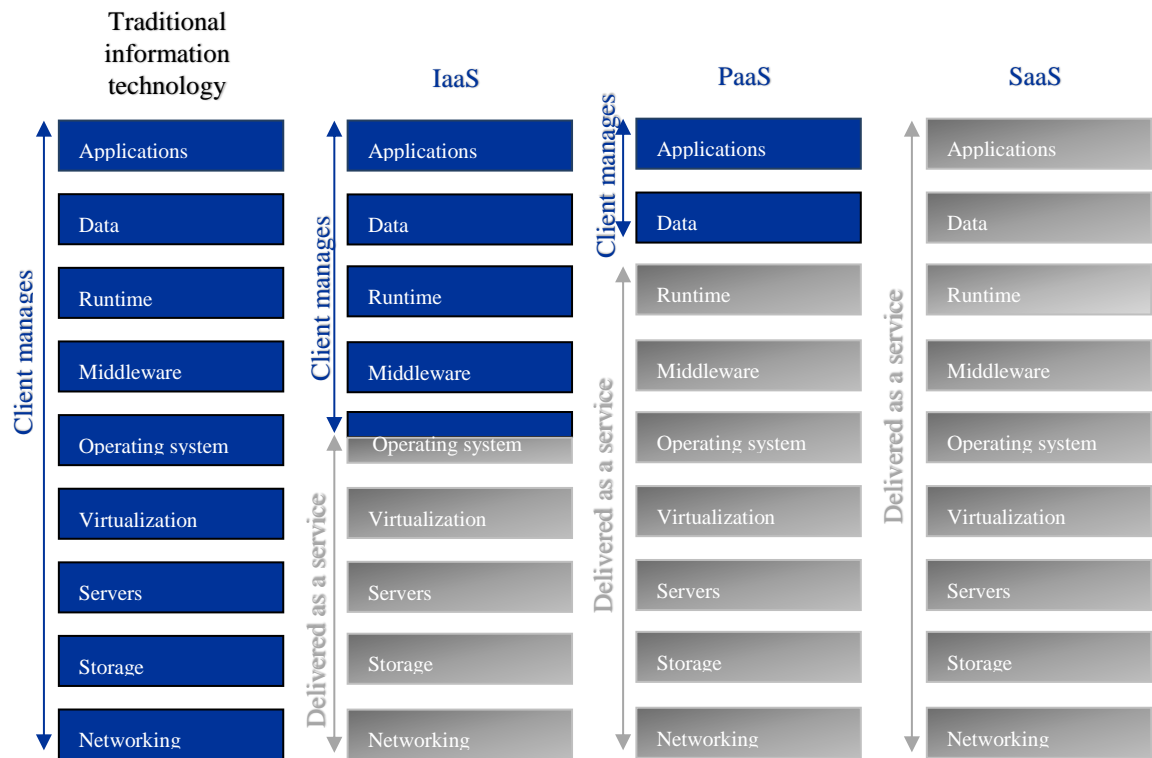 Traditional
information
technology
Client manages
Applications
Data
Runtime
Middleware
Operating system
Virtualization
Servers
Storage
Networking
IaaS
Client manages
Delivered as a service
Applications
Data
Runtime
Middleware
Operating system
Virtualization
Servers
Storage
Networking
PaaS
Client manages
Delivered as a service
Applications
Data
Runtime
Middleware
Operating system
Virtualization
Servers
Storage
Networking
SaaS
Delivered as a service
Applications
Data
Runtime
Middleware
Operating system
Virtualization
Servers
Storage
Networking